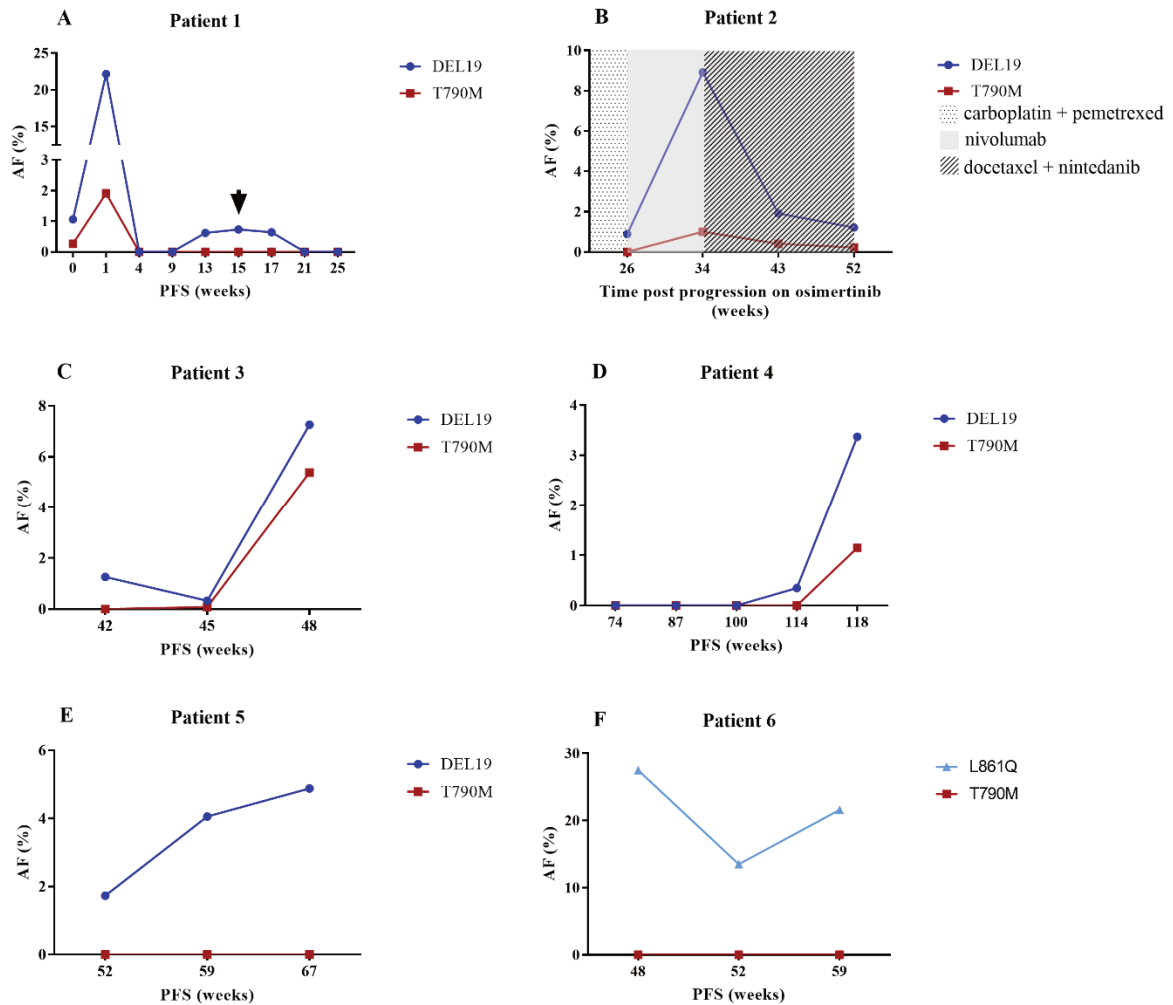 A
Patient 1
25
20
15
3
2
1
0
AF (%)
0 1 4 9 13 15 17 21 25
PFS (weeks)
DEL19
T790M
B
Patient 2
10
8
6
4
2
0
AF (%)
26 34 43 52
Time post progression on osimertinib
(weeks)
DEL19
T790M
carboplatin + pemetrexed
nivolumab
docetaxel + nintedanib
C
Patient 3
8
6
4
2
0
AF (%)
42 45 48
PFS (weeks)
DEL19
T790M
D
Patient 4
4
3
2
1
0
AF (%)
74 87 100 114 118
PFS (weeks)
DEL19
T790M
E
Patient 5
6
4
2
0
AF (%)
52 59 67
PFS (weeks)
DEL19
T790M
F
Patient 6
30
20
10
0
AF (%)
48 52 59
PFS (weeks)
L861Q
T790M